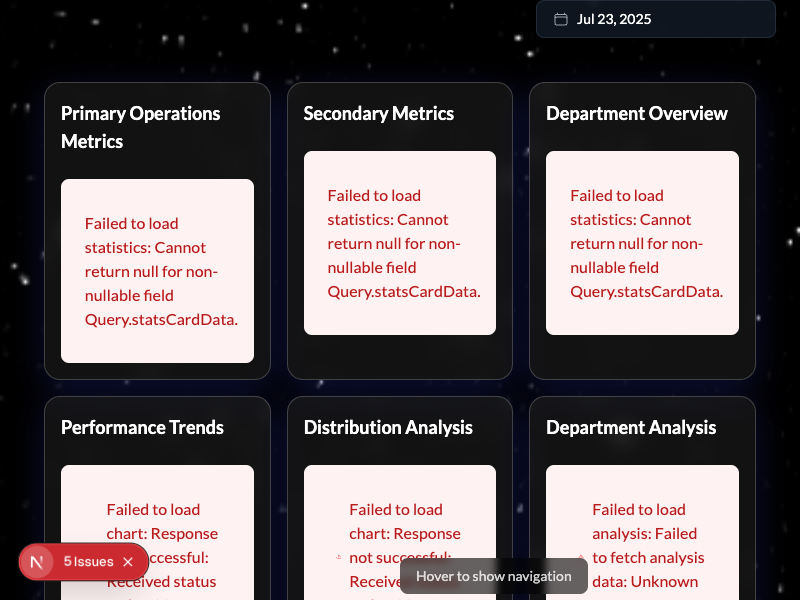 Jul 23, 2025
Primary Operations
Metrics
Failed to load
statistics: Cannot
return null for non-
nullable field
Query.statsCardData.
Secondary Metrics
Failed to load
statistics: Cannot
return null for non-
nullable field
Query.statsCardData.
Department Overview
Failed to load
statistics: Cannot
return null for non-
nullable field
Query.statsCardData.
Performance Trends
Failed to load
chart: Response
Received status
Distribution Analysis
Failed to load
chart: Response
not successful:
Department Analysis
Failed to load
analysis: Failed
to fetch analysis
data: Unknown
N
5 Issues
Hover to show navigation